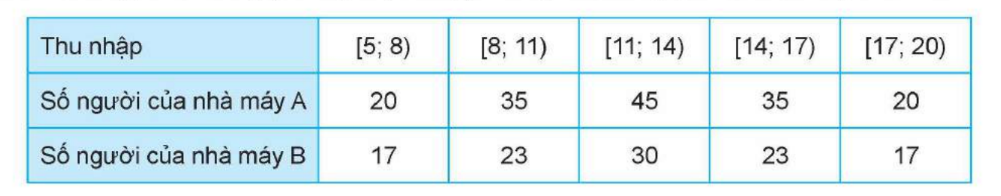 Thu nhập [5; 8) [8; 11) [11; 14) [14; 17) [17; 20)
Số người của nhà máy A 20 35 45 35 20
Số người của nhà máy B 17 23 30 23 17